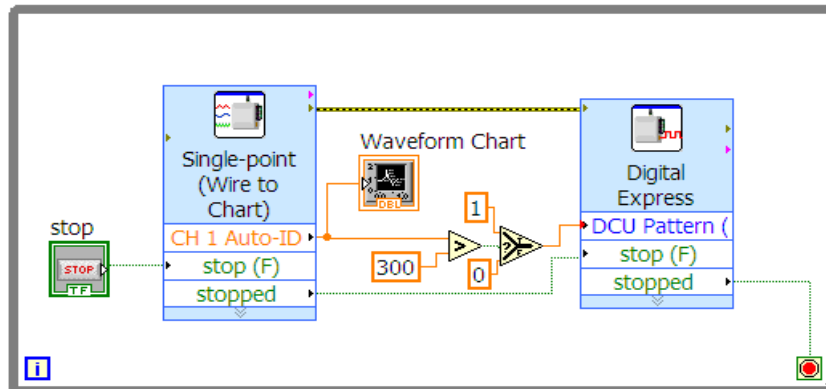 Waveform Chart
DBL
Single-point
(Wire to
Chart)
CH 1 Auto-ID
stop (F)
stopped
stop
STOP
TF
1
>
300
?
0
Digital
Express
DCU Pattern (
stop (F)
stopped
i